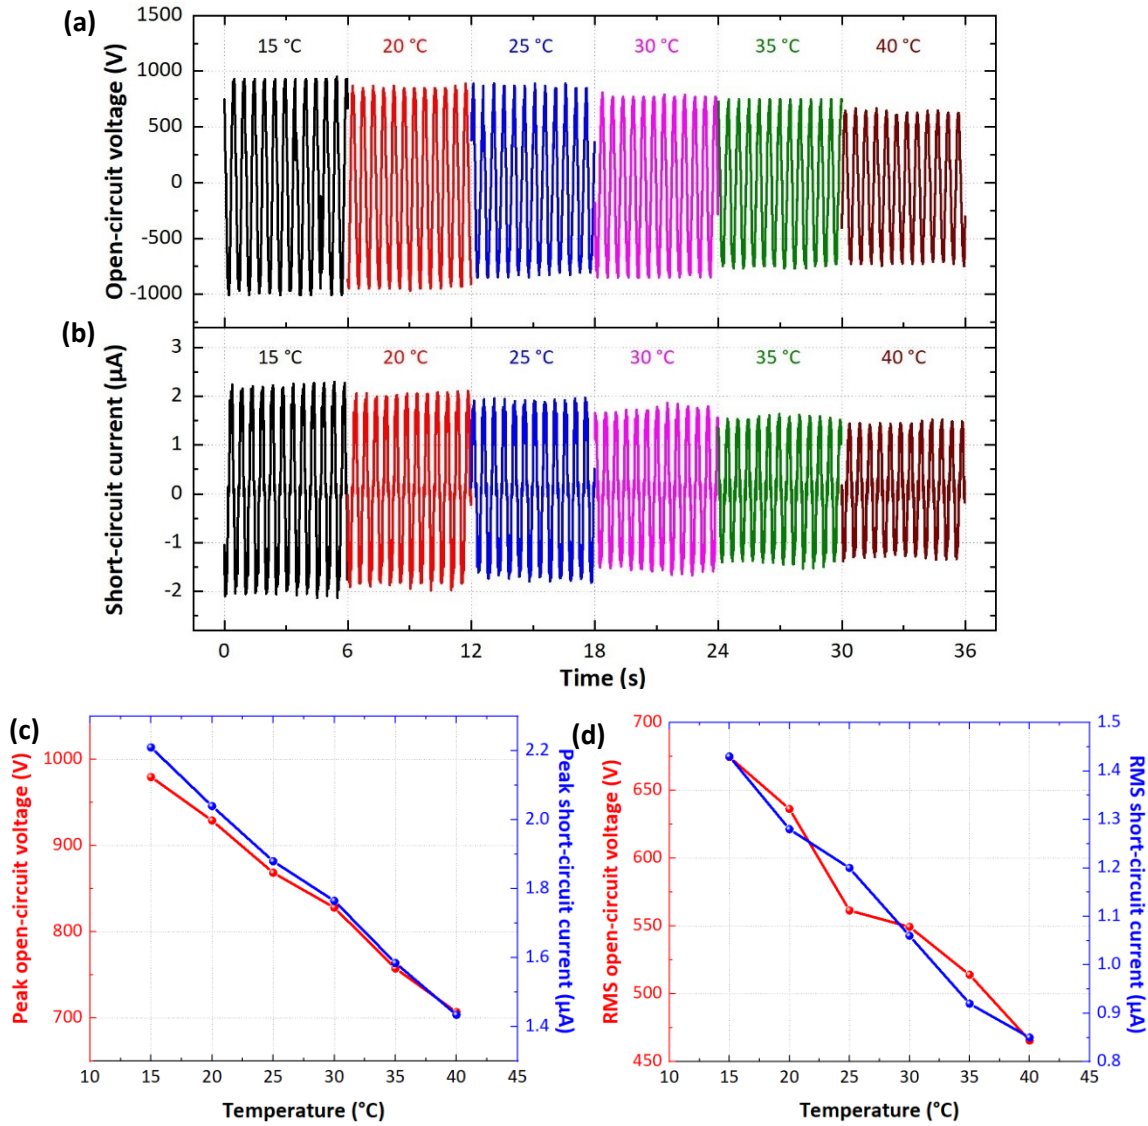 (a)
Open-circuit voltage (V)
1500
1000
500
0
-500
-1000
15 °C 20 °C 25 °C 30 °C 35 °C 40 °C
(b)
Short-circuit current (µA)
3
2
1
0
-1
-2
15 °C 20 °C 25 °C 30 °C 35 °C 40 °C
0 6 12 18 24 30 36
Time (s)
(c)
Peak open-circuit voltage (V)
1000
900
800
700
10 15 20 25 30 35 40 45
Temperature (°C)
2.2
2.0
1.8
1.6
1.4
Peak short-circuit current (µA)
(d)
RMS open-circuit voltage (V)
700
650
600
550
500
450
10 15 20 25 30 35 40 45
Temperature (°C)
1.5
1.4
1.3
1.2
1.1
1.0
0.9
0.8
RMS short-circuit current (µA)